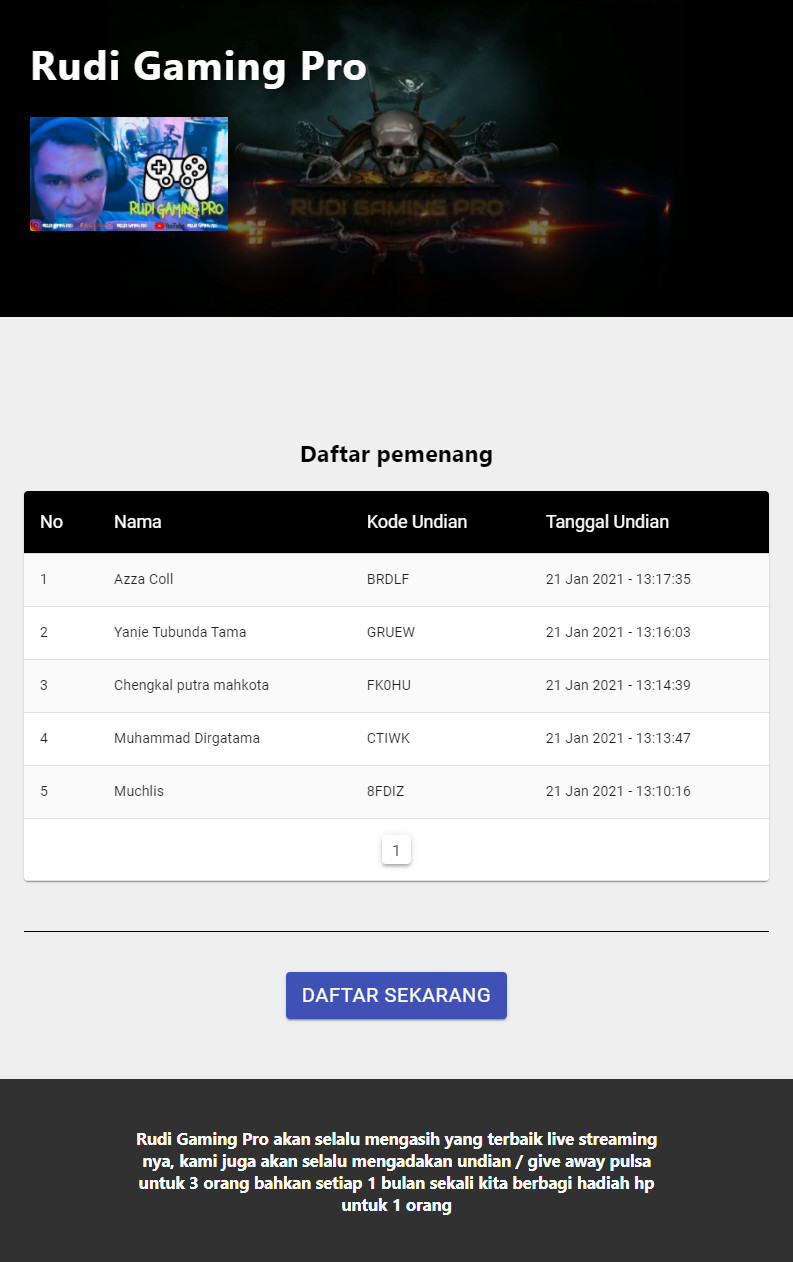 Rudi Gaming Pro
RUDI GAMING PRO
RUDI GAMING PRO
YouTube
Daftar pemenang
No Nama Kode Undian Tanggal Undian
1 Azza Coll BRDLF 21 Jan 2021 - 13:17:35
2 Yanie Tubunda Tama GRUEW 21 Jan 2021 - 13:16:03
3 Chengkal putra mahkota FK0HU 21 Jan 2021 - 13:14:39
4 Muhammad Dirgatama CTIWK 21 Jan 2021 - 13:13:47
5 Muchlis 8FDIZ 21 Jan 2021 - 13:10:16
1
DAFTAR SEKARANG
Rudi Gaming Pro akan selalu mengasih yang terbaik live streaming
nya, kami juga akan selalu mengadakan undian / give away pulsa
untuk 3 orang bahkan setiap 1 bulan sekali kita berbagi hadiah hp
untuk 1 orang